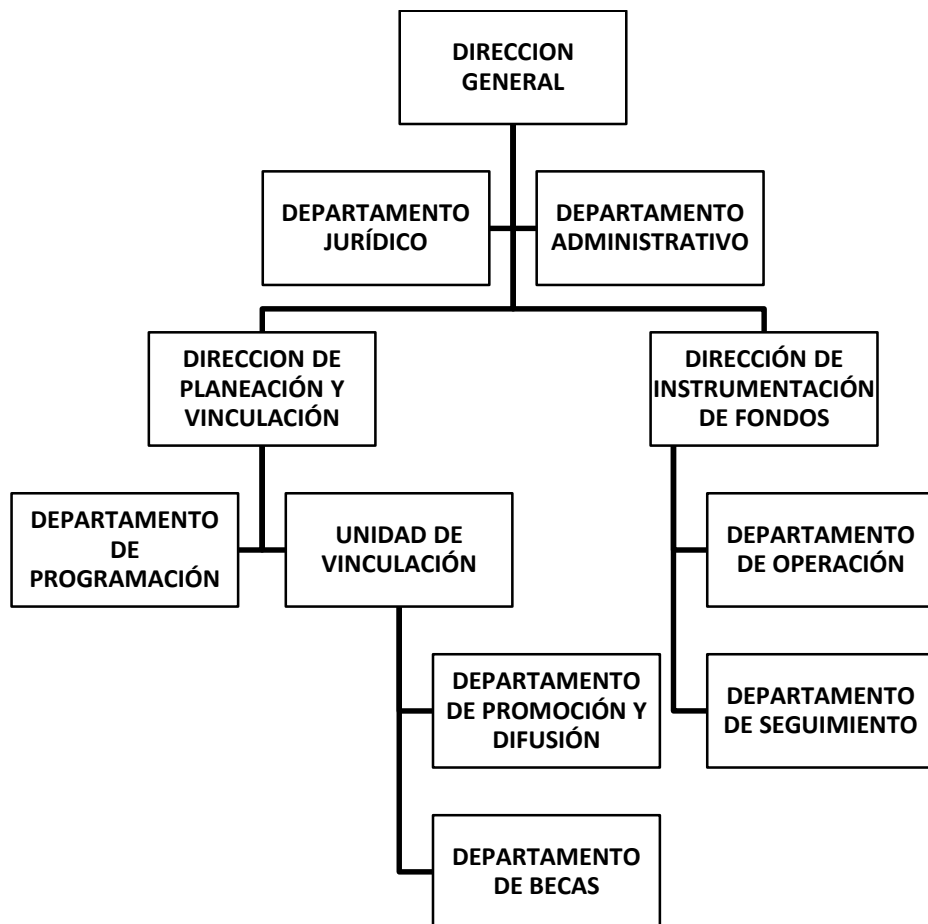 DIRECCION
GENERAL
DEPARTAMENTO
JURÍDICO
DEPARTAMENTO
ADMINISTRATIVO
DIRECCION DE
PLANEACIÓN Y
VINCULACIÓN
DIRECCIÓN DE
INSTRUMENTACIÓN
DE FONDOS
DEPARTAMENTO
DE
PROGRAMACIÓN
UNIDAD DE
VINCULACIÓN
DEPARTAMENTO
DE OPERACIÓN
DEPARTAMENTO
DE PROMOCIÓN Y
DIFUSIÓN
DEPARTAMENTO
DE SEGUIMIENTO
DEPARTAMENTO
DE BECAS